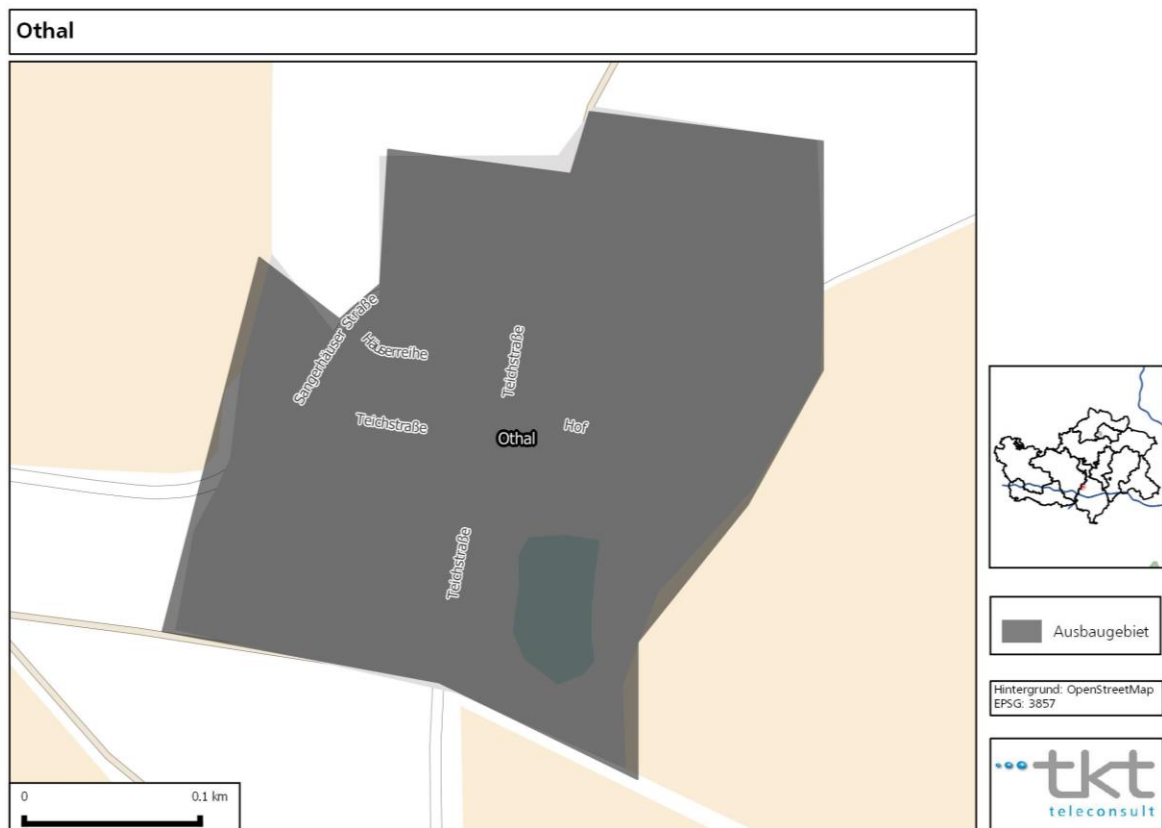 Othal
Sangerhäuser Straße
Häuserreihe
Teichstraße
Teichstraße
Othal
Hof
Teichstraße
0 0.1 km
Ausbaugebiet
Hintergrund: OpenStreetMap
EPSG: 3857
tkt
teleconsult